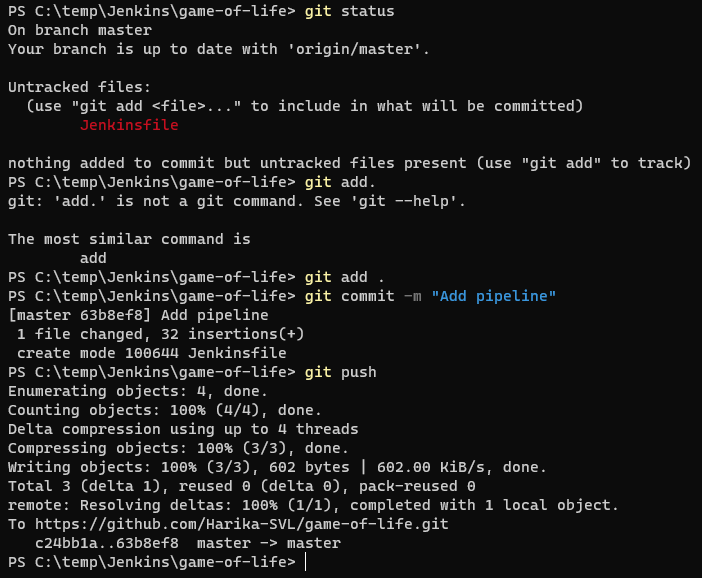 PS C:\temp\Jenkins\game-of-life> git status
On branch master
Your branch is up to date with 'origin/master'.
Untracked files:
  (use "git add <file>..." to include in what will be committed)
        Jenkinsfile
nothing added to commit but untracked files present (use "git add" to track)
PS C:\temp\Jenkins\game-of-life> git add.
git: 'add.' is not a git command. See 'git --help'.
The most similar command is
        add
PS C:\temp\Jenkins\game-of-life> git add .
PS C:\temp\Jenkins\game-of-life> git commit -m "Add pipeline"
[master 63b8ef8] Add pipeline
 1 file changed, 32 insertions(+)
 create mode 100644 Jenkinsfile
PS C:\temp\Jenkins\game-of-life> git push
Enumerating objects: 4, done.
Counting objects: 100% (4/4), done.
Delta compression using up to 4 threads
Compressing objects: 100% (3/3), done.
Writing objects: 100% (3/3), 602 bytes | 602.00 KiB/s, done.
Total 3 (delta 1), reused 0 (delta 0), pack-reused 0
remote: Resolving deltas: 100% (1/1), completed with 1 local object.
To https://github.com/Harika-SVL/game-of-life.git
   c24bb1a..63b8ef8  master -> master
PS C:\temp\Jenkins\game-of-life>